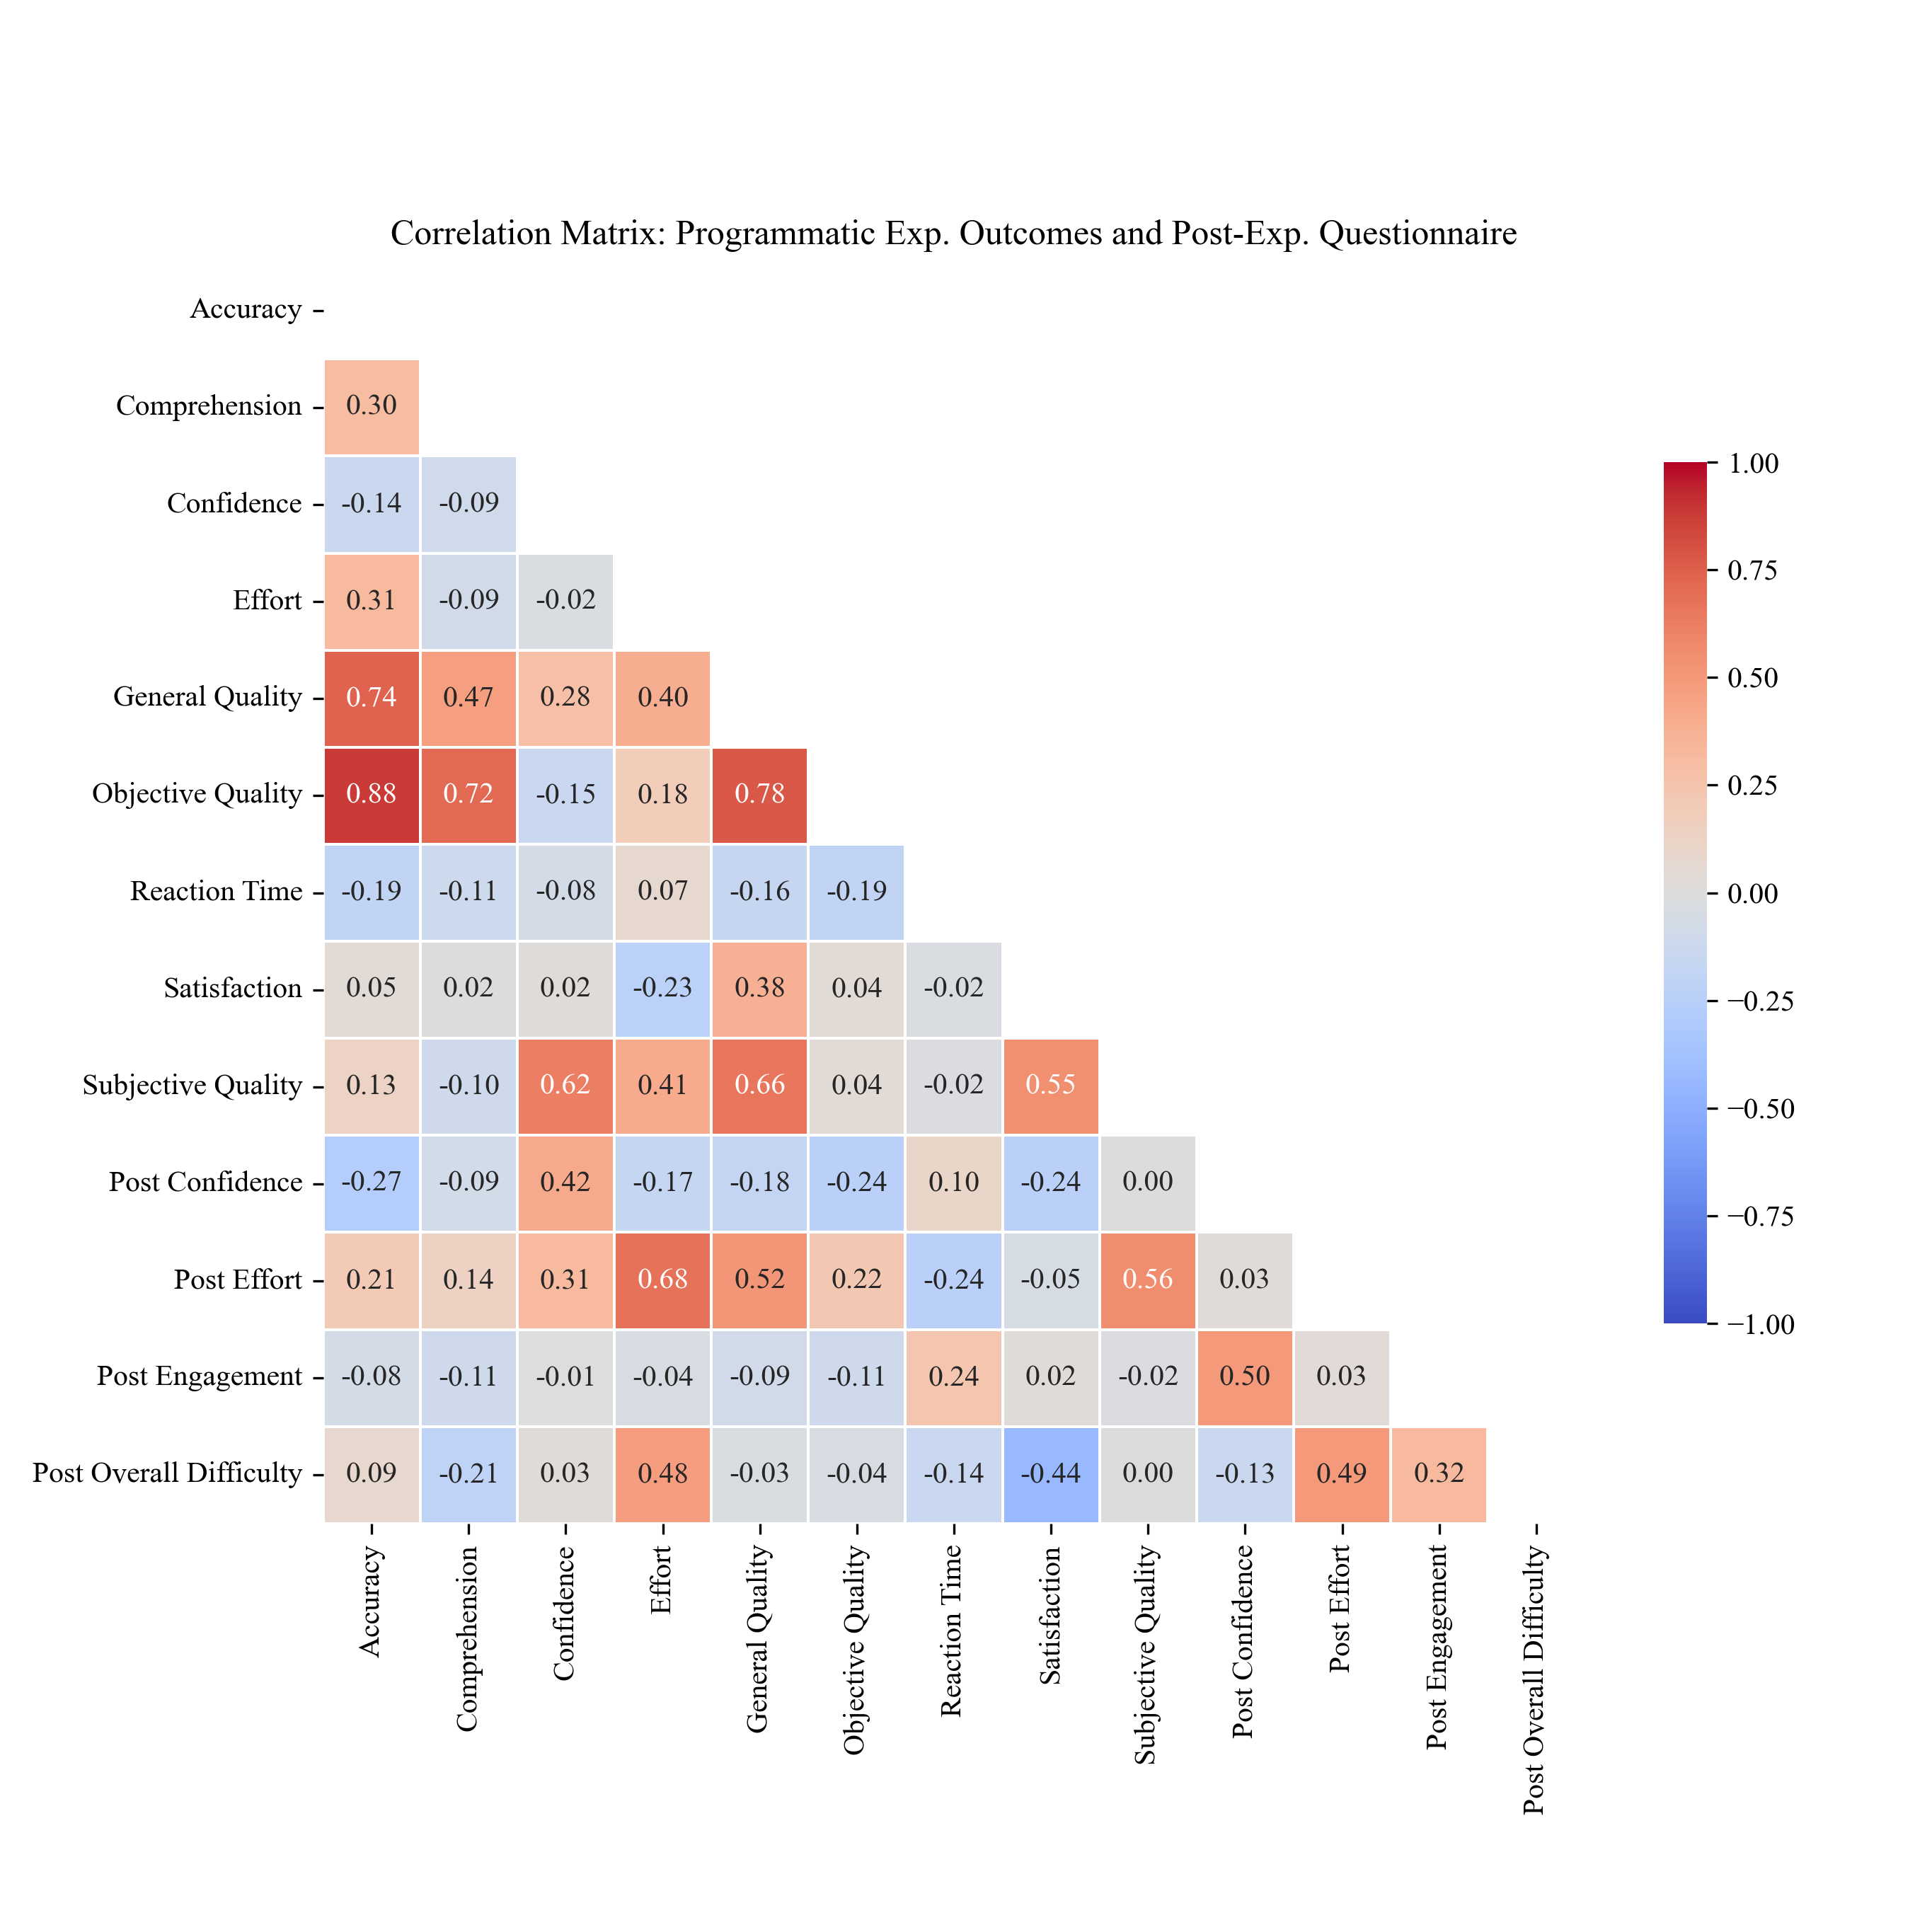 Correlation Matrix: Programmatic Exp. Outcomes and Post-Exp. Questionnaire
Accuracy
Comprehension 0.30
Confidence -0.14 -0.09
Effort 0.31 -0.09 -0.02
General Quality 0.74 0.47 0.28 0.40
Objective Quality 0.88 0.72 -0.15 0.18 0.78
Reaction Time -0.19 -0.11 -0.08 0.07 -0.16 -0.19
Satisfaction 0.05 0.02 0.02 -0.23 0.38 0.04 -0.02
Subjective Quality 0.13 -0.10 0.62 0.41 0.66 0.04 -0.02 0.55
Post Confidence -0.27 -0.09 0.42 -0.17 -0.18 -0.24 0.10 -0.24 0.00
Post Effort 0.21 0.14 0.31 0.68 0.52 0.22 -0.24 -0.05 0.56 0.03
Post Engagement -0.08 -0.11 -0.01 -0.04 -0.09 -0.11 0.24 0.02 -0.02 0.50 0.03
Post Overall Difficulty 0.09 -0.21 0.03 0.48 -0.03 -0.04 -0.14 -0.44 0.00 -0.13 0.49 0.32
Accuracy
Comprehension
Confidence
Effort
General Quality
Objective Quality
Reaction Time
Satisfaction
Subjective Quality
Post Confidence
Post Effort
Post Engagement
Post Overall Difficulty
1.00
0.75
0.50
0.25
0.00
−0.25
−0.50
−0.75
−1.00